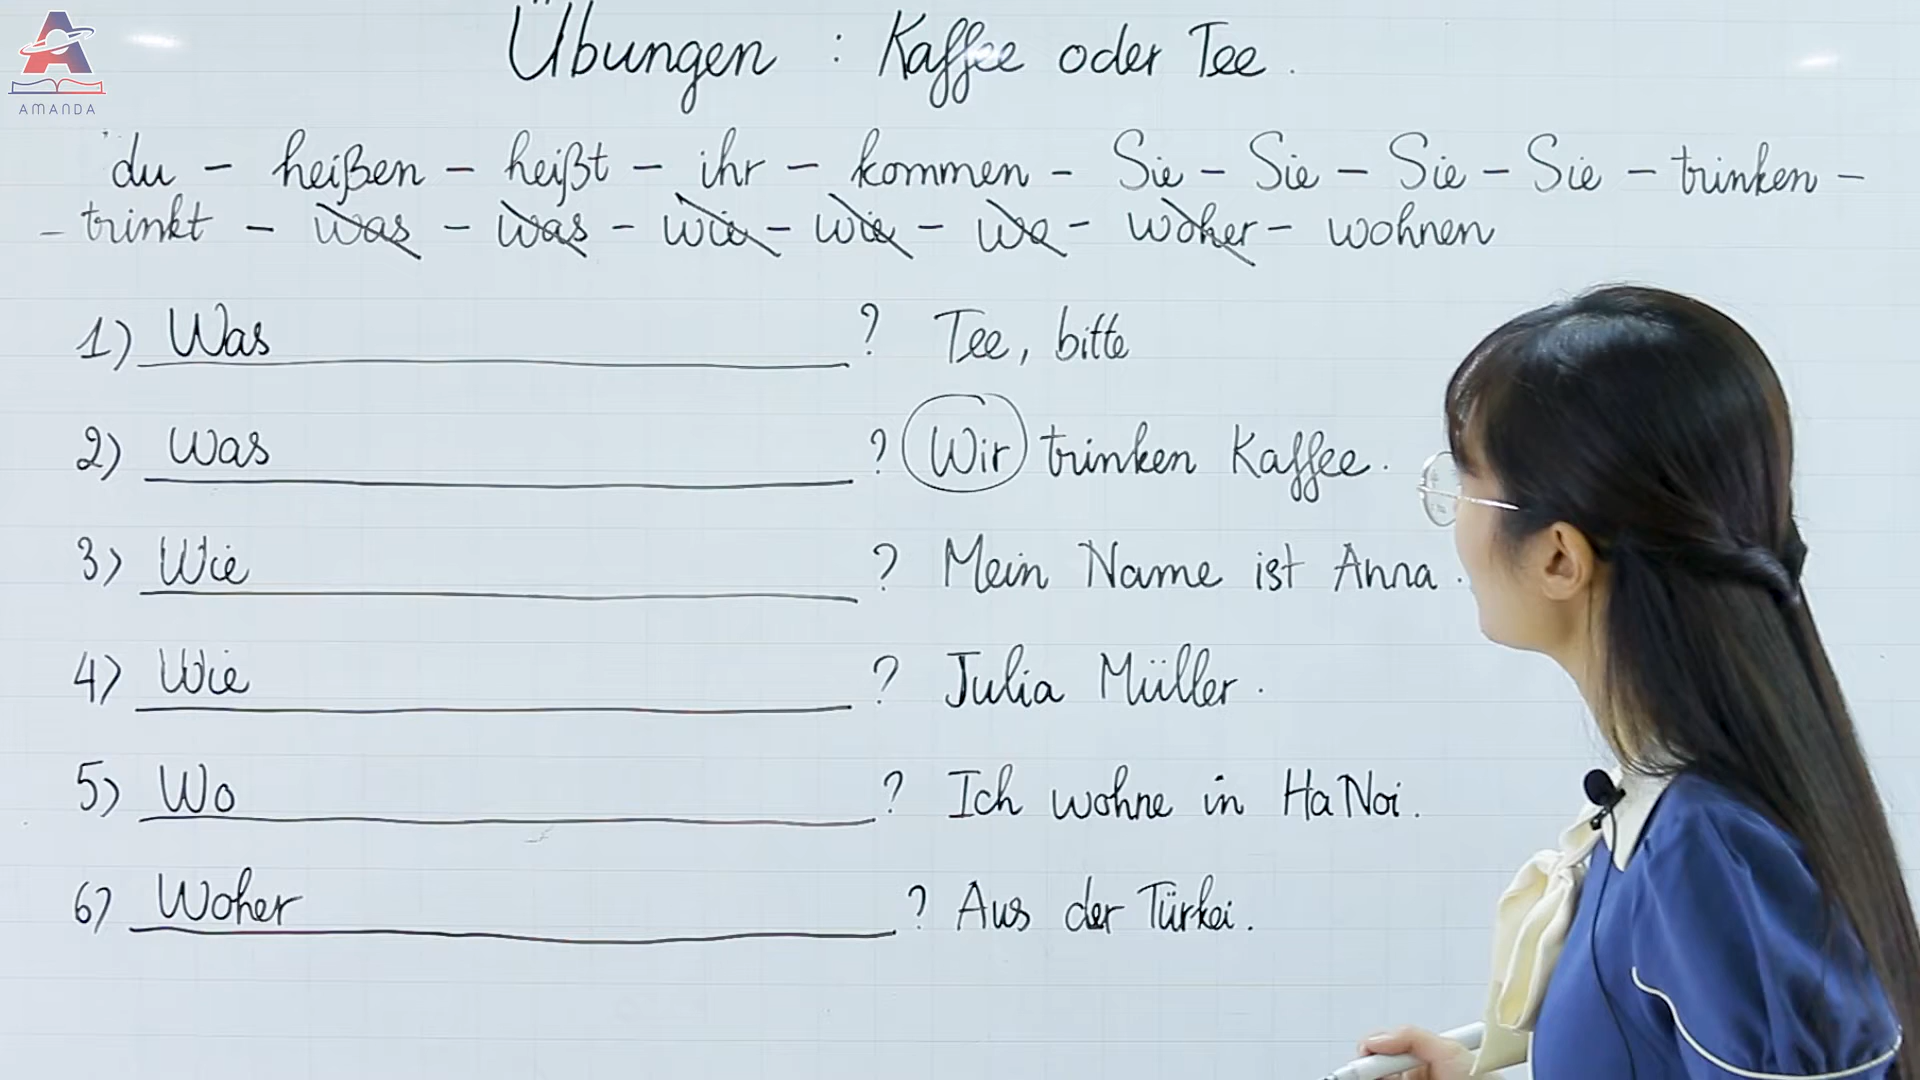 AMANDA
Übungen : Kaffee oder Tee.
du – heißen – heißt – ihr – kommen – Sie – Sie – Sie – Sie – trinken –
– trinkt – was – was – wie – wie – wo – woher – wohnen
1) Was ? Tee, bitte
2) Was ? Wir trinken Kaffee.
3) Wie ? Mein Name ist Anna.
4) Wie ? Julia Müller.
5) Wo ? Ich wohne in HaNoi.
6) Woher ? Aus der Türkei.